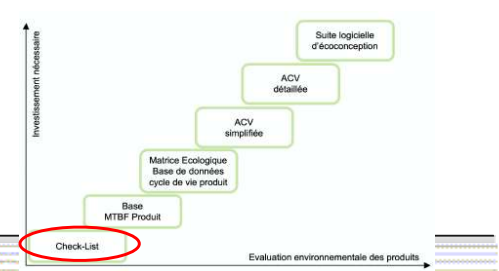 Suite logicielle
d'écoconception
ACV
détaillée
ACV
simplifiée
Matrice Ecologique
Base de données
cycle de vie produit
Base
MTBF Produit
Check-List
Investissement nécessaire
Evaluation environnementale des produits